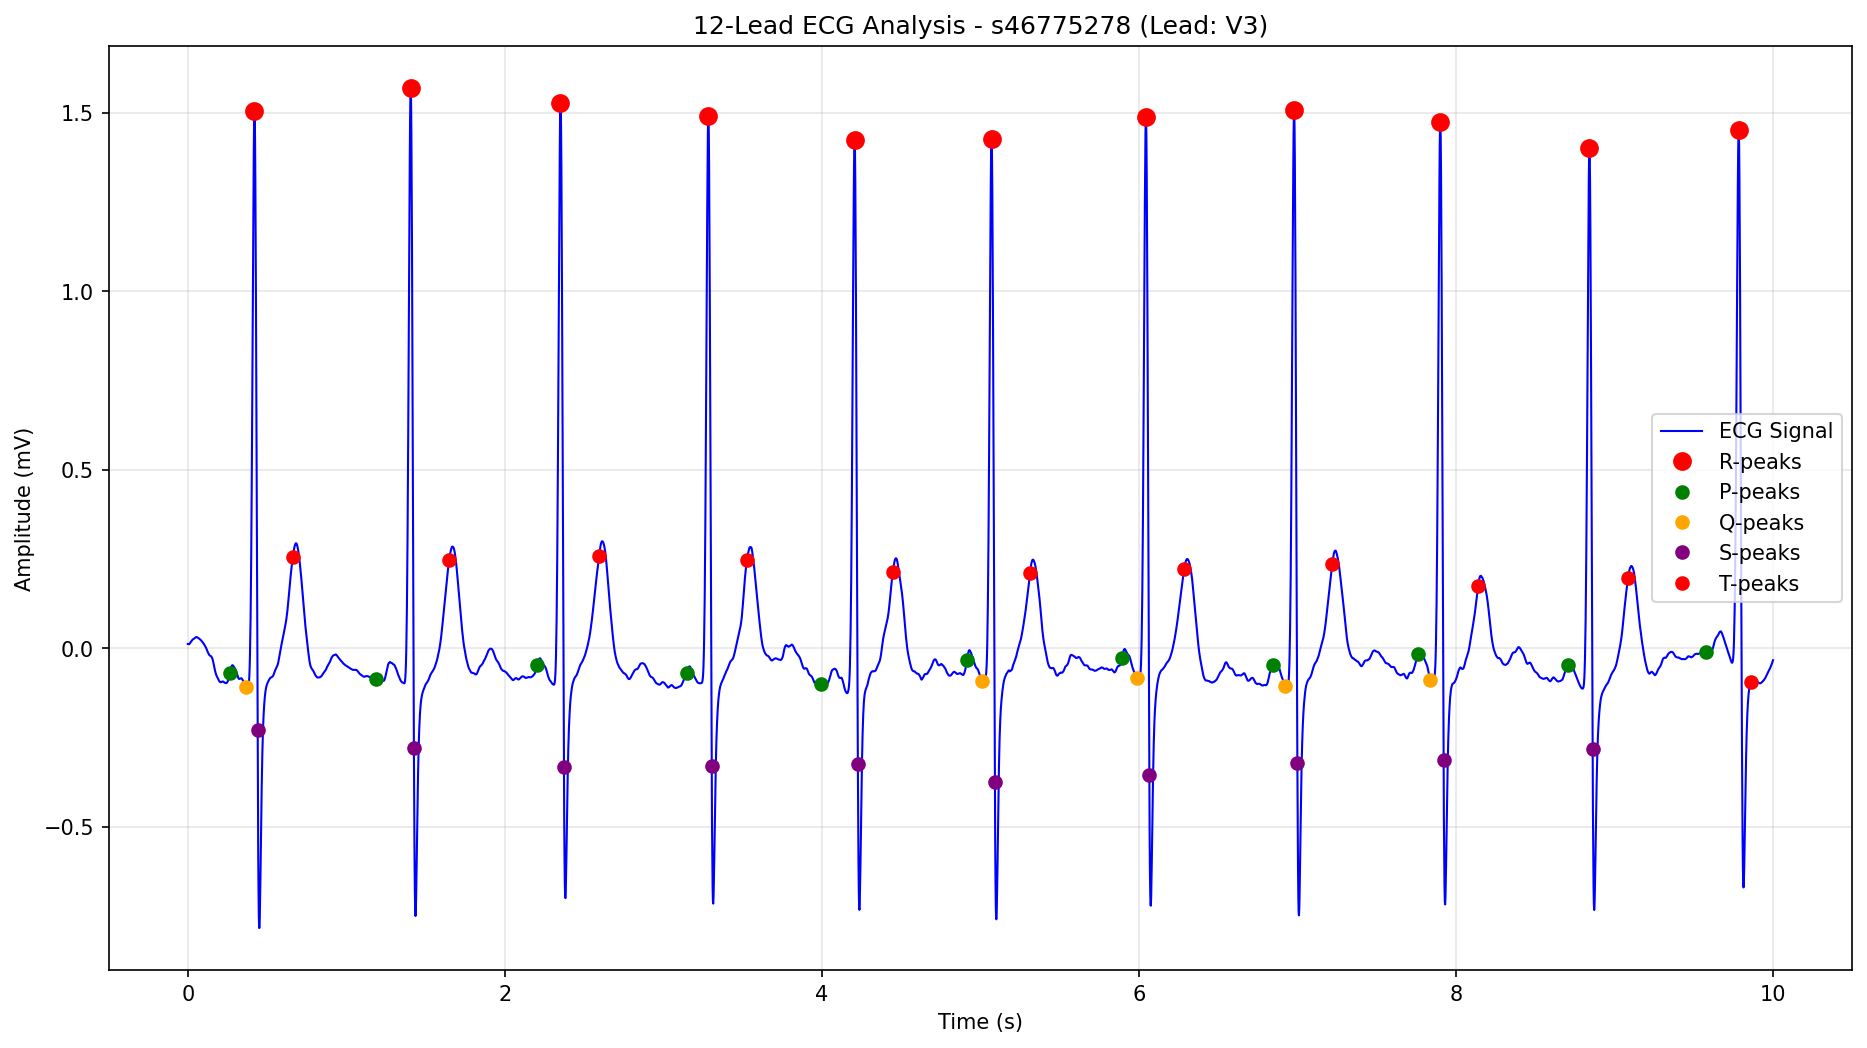 12-Lead ECG Analysis - s46775278 (Lead: V3)
Amplitude (mV)
1.5
1.0
0.5
0.0
−0.5
ECG Signal
R-peaks
P-peaks
Q-peaks
S-peaks
T-peaks
0 2 4 6 8 10
Time (s)